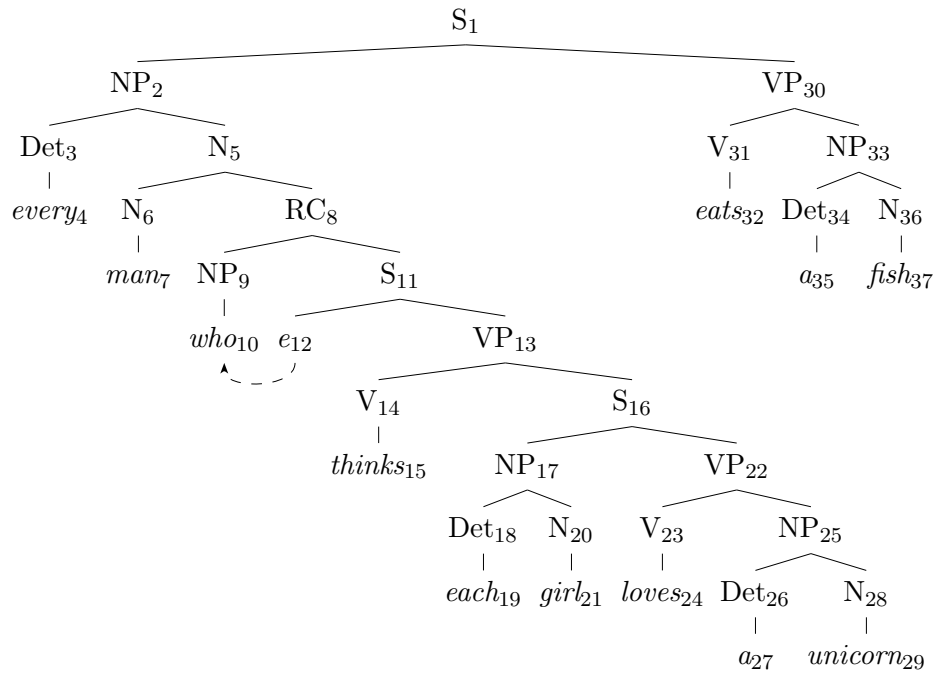 S1
NP2 VP30
Det3 N5 V31 NP33
every4 N6 RC8 eats32 Det34 N36
man7 NP9 S11 a35 fish37
who10 e12 VP13
V14 S16
thinks15 NP17 VP22
Det18 N20 V23 NP25
each19 girl21 loves24 Det26 N28
a27 unicorn29